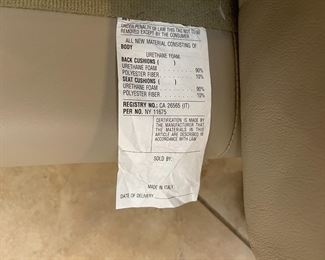 UNDER PENALTY OF LAW THIS TAG NOT TO BE
REMOVED EXCEPT BY THE CONSUMER
ALL NEW MATERIAL CONSISTING OF
BODY
URETHANE FOAM
BACK CUSHIONS ( )
URETHANE FOAM 90%
POLYESTER FIBER 10%
SEAT CUSHIONS ( )
URETHANE FOAM 90%
POLYESTER FIBER 10%
REGISTRY NO.: CA 26565 (IT)
PER NO. NY 11675
CERTIFICATION IS MADE BY
THE MANUFACTURER THAT
THE MATERIALS IN THIS
ARTICLE ARE DESCRIBED IN
ACCORDANCE WITH LAW
SOLD BY:
MADE IN ITALY
DATE OF DELIVERY